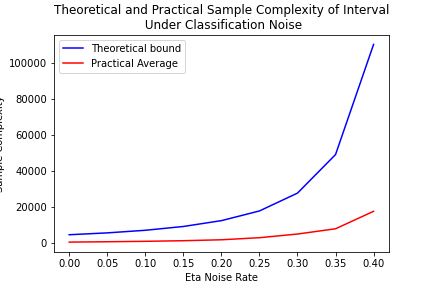 Theoretical and Practical Sample Complexity of Interval
Under Classification Noise
Theoretical bound
Practical Average
100000
80000
60000
40000
20000
0
0.00 0.05 0.10 0.15 0.20 0.25 0.30 0.35 0.40
Eta Noise Rate